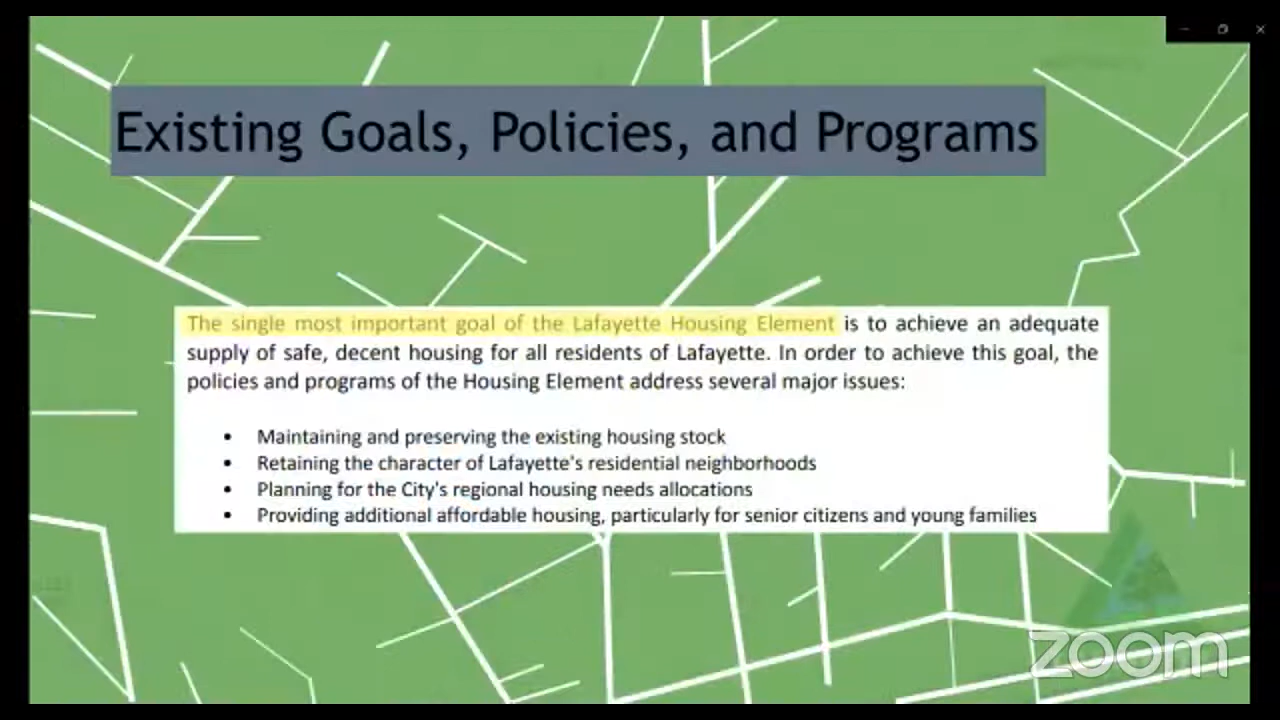 Existing Goals, Policies, and Programs
The single most important goal of the Lafayette Housing Element is to achieve an adequate
supply of safe, decent housing for all residents of Lafayette. In order to achieve this goal, the
policies and programs of the Housing Element address several major issues:
• Maintaining and preserving the existing housing stock
• Retaining the character of Lafayette's residential neighborhoods
• Planning for the City's regional housing needs allocations
• Providing additional affordable housing, particularly for senior citizens and young families
zoom